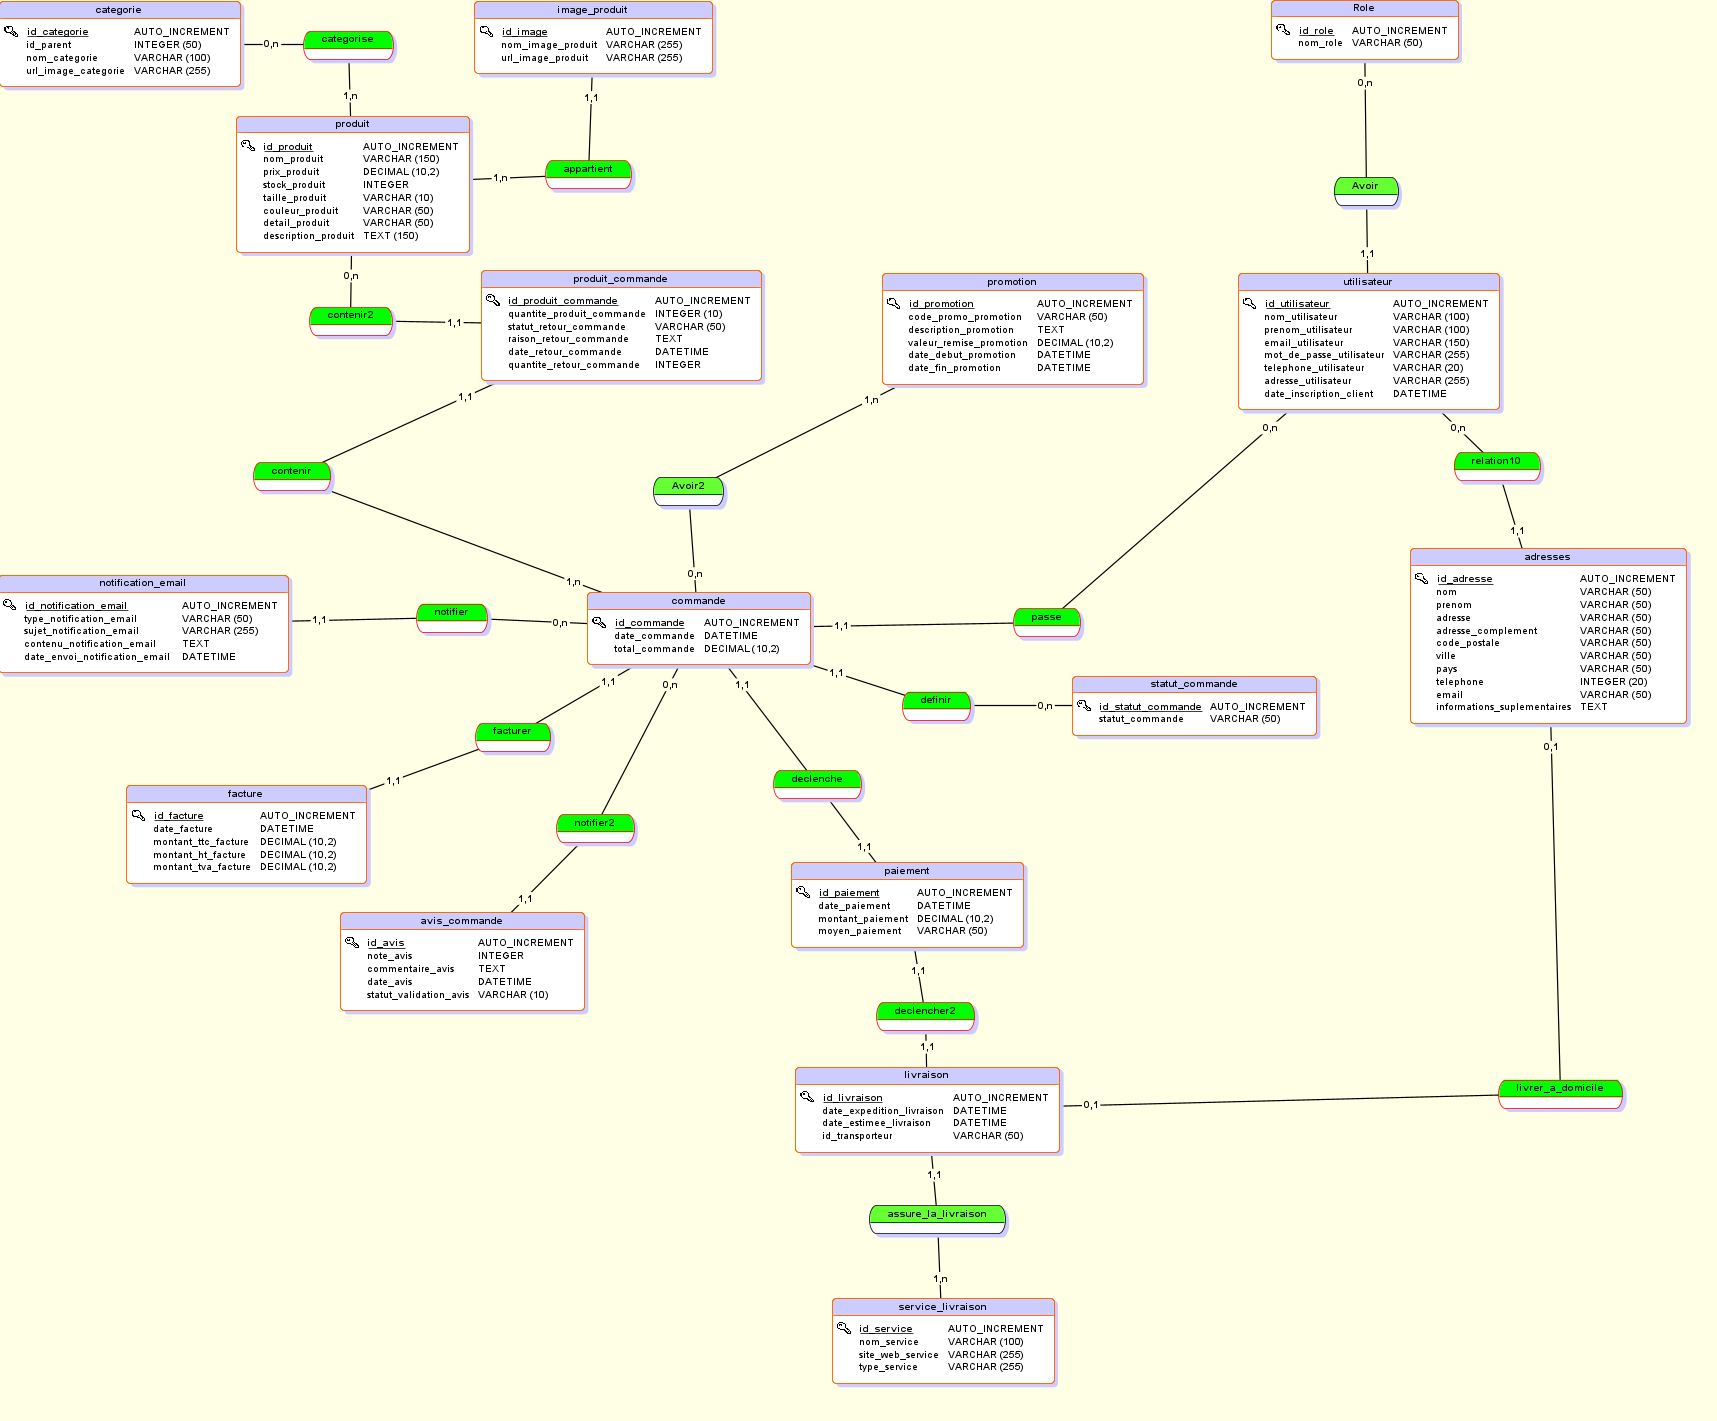 categorie
id_categorie AUTO_INCREMENT
id_parent INTEGER (50)
nom_categorie VARCHAR (100)
url_image_categorie VARCHAR (255)
0,n
categorise
1,n
image_produit
id_image AUTO_INCREMENT
nom_image_produit VARCHAR (255)
url_image_produit VARCHAR (255)
1,1
appartient
1,n
produit
id_produit AUTO_INCREMENT
nom_produit VARCHAR (150)
prix_produit DECIMAL (10,2)
stock_produit INTEGER
taille_produit VARCHAR (10)
couleur_produit VARCHAR (50)
detail_produit VARCHAR (50)
description_produit TEXT (150)
0,n
contenir2
1,1
Role
id_role AUTO_INCREMENT
nom_role VARCHAR (50)
0,n
Avoir
1,1
produit_commande
id_produit_commande AUTO_INCREMENT
quantite_produit_commande INTEGER (10)
statut_retour_commande VARCHAR (50)
raison_retour_commande TEXT
date_retour_commande DATETIME
quantite_retour_commande INTEGER
1,1
contenir
1,n
promotion
id_promotion AUTO_INCREMENT
code_promo_promotion VARCHAR (50)
description_promotion TEXT
valeur_remise_promotion DECIMAL (10,2)
date_debut_promotion DATETIME
date_fin_promotion DATETIME
1,n
Avoir2
0,n
utilisateur
id_utilisateur AUTO_INCREMENT
nom_utilisateur VARCHAR (100)
prenom_utilisateur VARCHAR (100)
email_utilisateur VARCHAR (150)
mot_de_passe_utilisateur VARCHAR (255)
telephone_utilisateur VARCHAR (20)
adresse_utilisateur VARCHAR (255)
date_inscription_client DATETIME
0,n
0,n
relation10
1,1
adresses
id_adresse AUTO_INCREMENT
nom VARCHAR (50)
prenom VARCHAR (50)
adresse VARCHAR (50)
adresse_complement VARCHAR (50)
code_postale VARCHAR (50)
ville VARCHAR (50)
pays VARCHAR (50)
telephone INTEGER (20)
email VARCHAR (50)
informations_suplementaires TEXT
0,1
notification_email
id_notification_email AUTO_INCREMENT
type_notification_email VARCHAR (50)
sujet_notification_email VARCHAR (255)
contenu_notification_email TEXT
date_envoi_notification_email DATETIME
1,1
notifier
0,n
commande
id_commande AUTO_INCREMENT
date_commande DATETIME
total_commande DECIMAL (10,2)
1,1
passe
1,1
0,n
1,1
1,1
definir
0,n
statut_commande
id_statut_commande AUTO_INCREMENT
statut_commande VARCHAR (50)
facturer
1,1
facture
id_facture AUTO_INCREMENT
date_facture DATETIME
montant_ttc_facture DECIMAL (10,2)
montant_ht_facture DECIMAL (10,2)
montant_tva_facture DECIMAL (10,2)
notifier2
1,1
avis_commande
id_avis AUTO_INCREMENT
note_avis INTEGER
commentaire_avis TEXT
date_avis DATETIME
statut_validation_avis VARCHAR (10)
declenche
1,1
paiement
id_paiement AUTO_INCREMENT
date_paiement DATETIME
montant_paiement DECIMAL (10,2)
moyen_paiement VARCHAR (50)
1,1
declencher2
1,1
livraison
id_livraison AUTO_INCREMENT
date_expedition_livraison DATETIME
date_estimee_livraison DATETIME
id_transporteur VARCHAR (50)
0,1
livrer_a_domicile
1,1
assure_la_livraison
1,n
service_livraison
id_service AUTO_INCREMENT
nom_service VARCHAR (100)
site_web_service VARCHAR (255)
type_service VARCHAR (255)